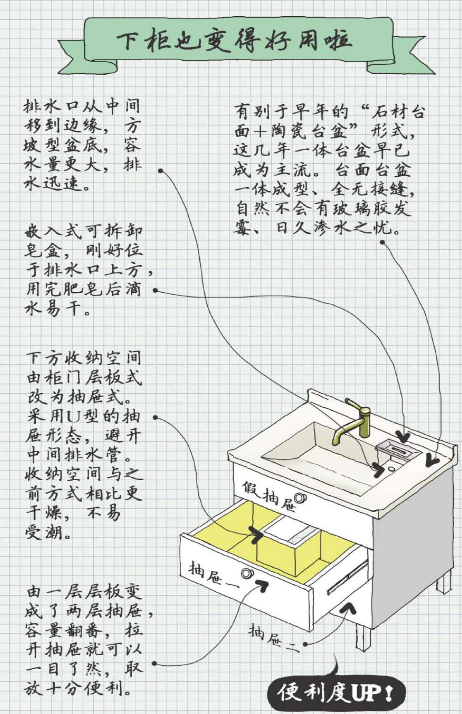 下柜也变得好用啦
排水口从中间
移到边缘，方
坡型盆底，容
水量更大，排
水迅速。
有别于早年的“石材台
面＋陶瓷台盆”形式，
这几年一体台盆早已
成为主流。台面台盆
一体成型、全无接缝，
自然不会有玻璃胶发
霉、日久渗水之忧。
嵌入式可拆卸
皂盒，刚好位
于排水口上方，
用完肥皂后滴
水易干。
下方收纳空间
由柜门层板式
改为抽屉式。
采用U型的抽
屉形态，避开
中间排水管。
收纳空间与之
前方式相比更
干燥，不易
受潮。
假抽屉
抽屉一
抽屉二
由一层层板变
成了两层抽屉，
容量翻番，拉
开抽屉就可以
一目了然，取
放十分便利。
便利度UP！